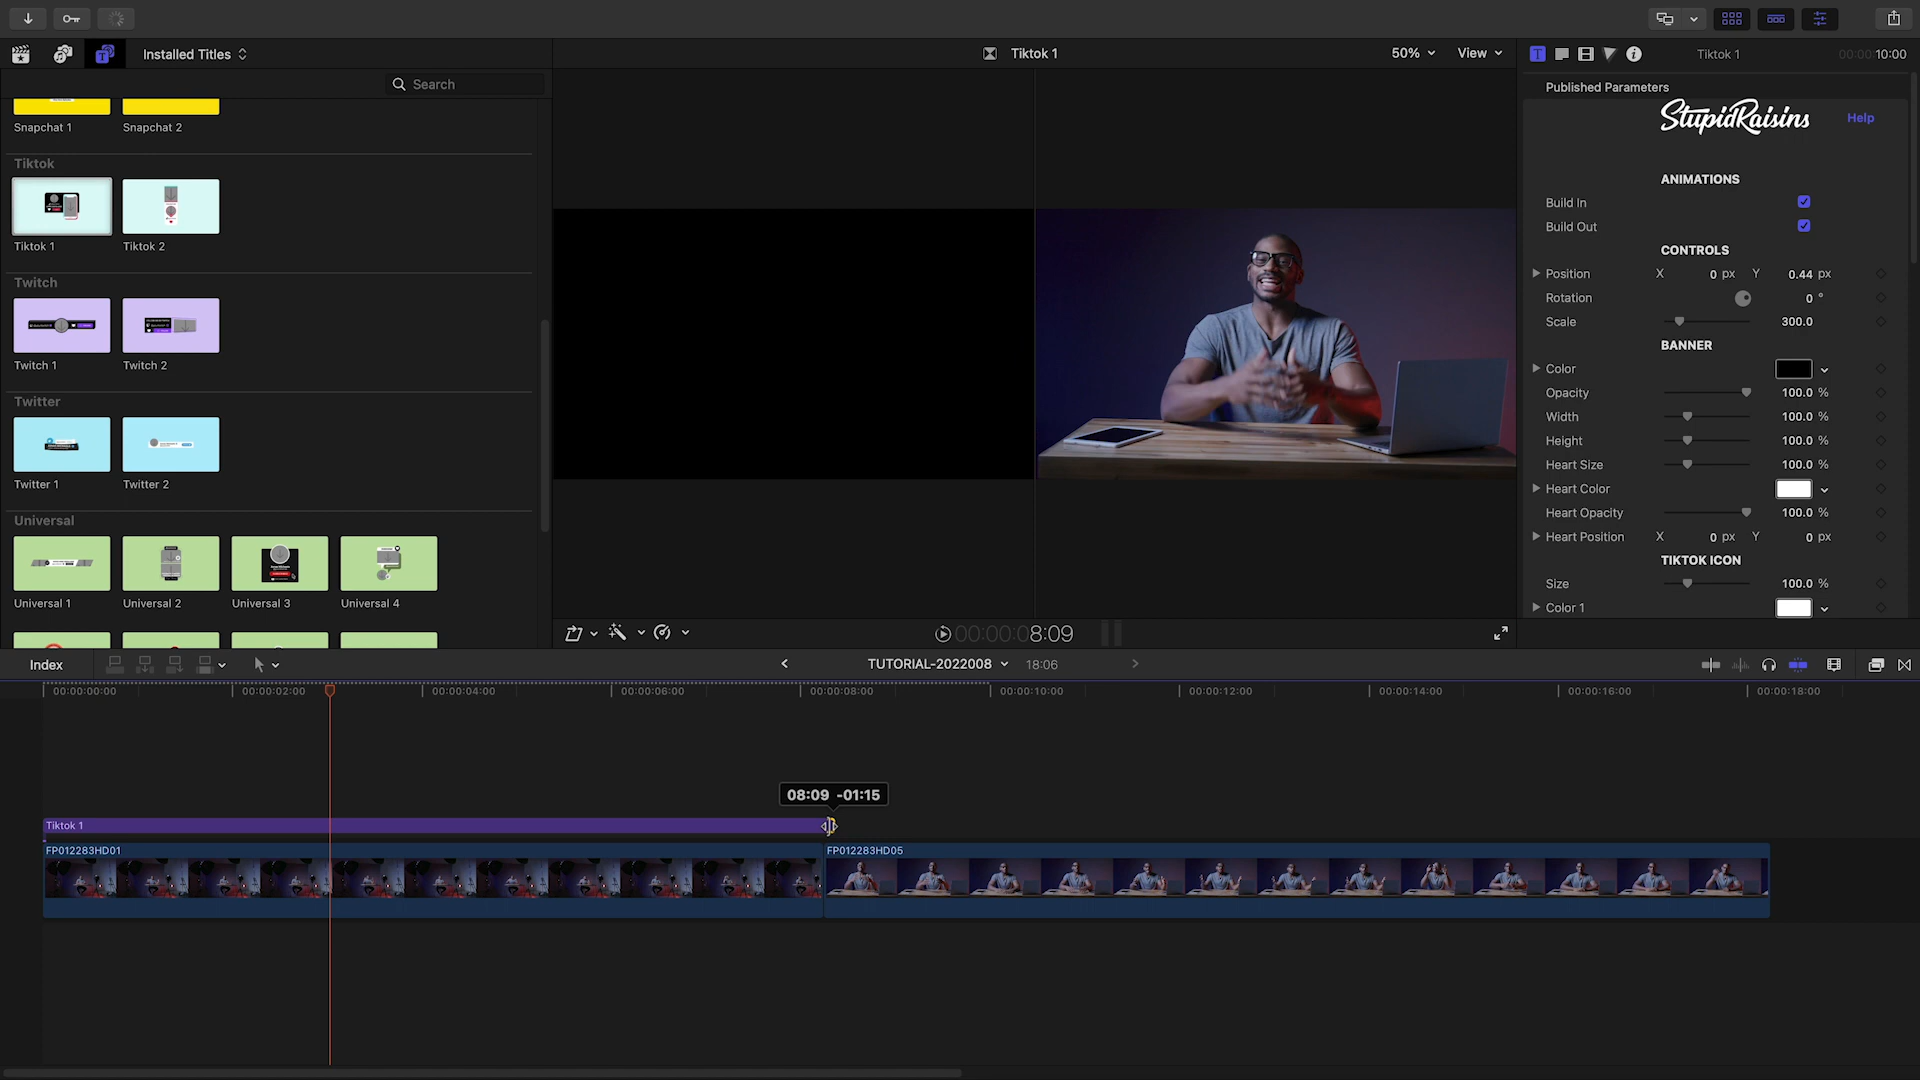 Installed Titles
Tiktok 1
50%
View
Tiktok 1
00:00:10:00
Search
Published Parameters
StupidRaisins
Help
Snapchat 1
Snapchat 2
Tiktok
Tiktok 1
Tiktok 2
Twitch
Twitch 1
Twitch 2
Twitter
Twitter 1
Twitter 2
Universal
Universal 1
Universal 2
Universal 3
Universal 4
ANIMATIONS
Build In
Build Out
CONTROLS
Position X 0 px Y 0.44 px
Rotation 0 °
Scale 300.0
BANNER
Color
Opacity 100.0 %
Width 100.0 %
Height 100.0 %
Heart Size 100.0 %
Heart Color
Heart Opacity 100.0 %
Heart Position X 0 px Y 0 px
TIKTOK ICON
Size 100.0 %
Color 1
00:00:08:09
Index
TUTORIAL-2022008
18:06
00:00:00:00
00:00:02:00
00:00:04:00
00:00:06:00
00:00:08:00
00:00:10:00
00:00:12:00
00:00:14:00
00:00:16:00
00:00:18:00
08:09 -01:15
Tiktok 1
FP012283HD01
FP012283HD05